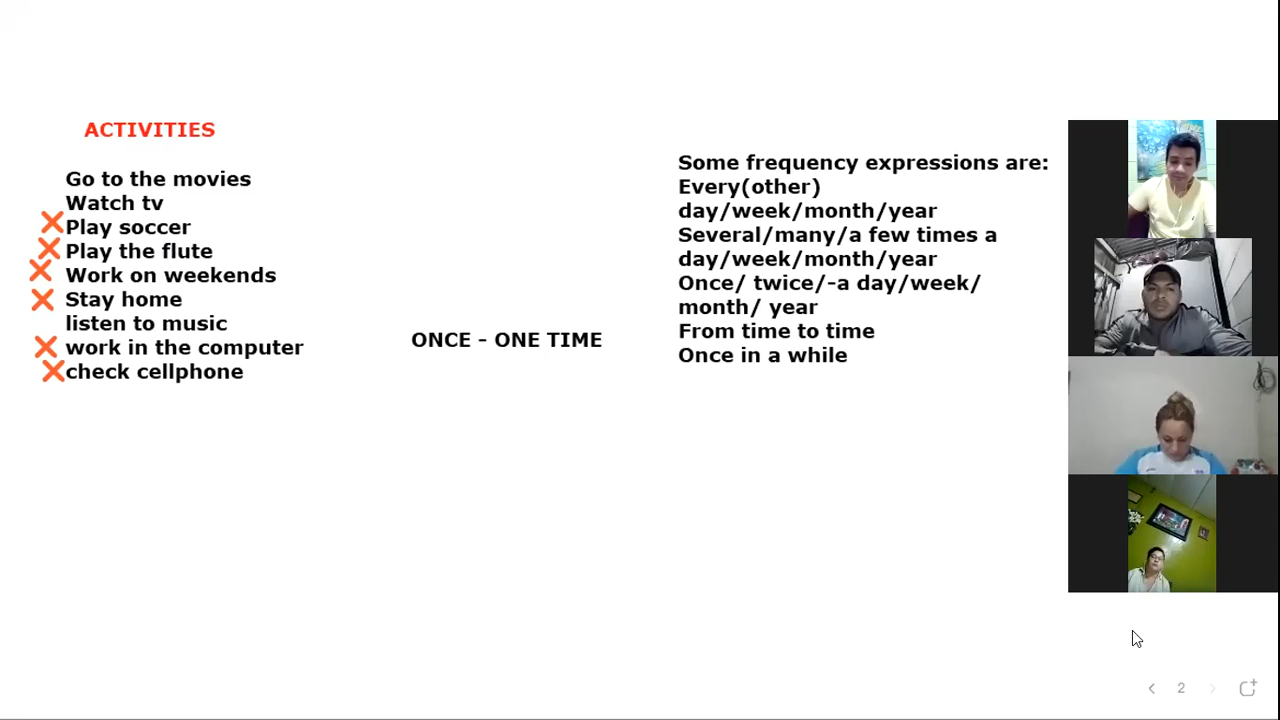 ACTIVITIES
Go to the movies
Watch tv
Play soccer
Play the flute
Work on weekends
Stay home
listen to music
work in the computer
check cellphone
ONCE - ONE TIME
Some frequency expressions are:
Every(other)
day/week/month/year
Several/many/a few times a
day/week/month/year
Once/ twice/-a day/week/
month/ year
From time to time
Once in a while
2